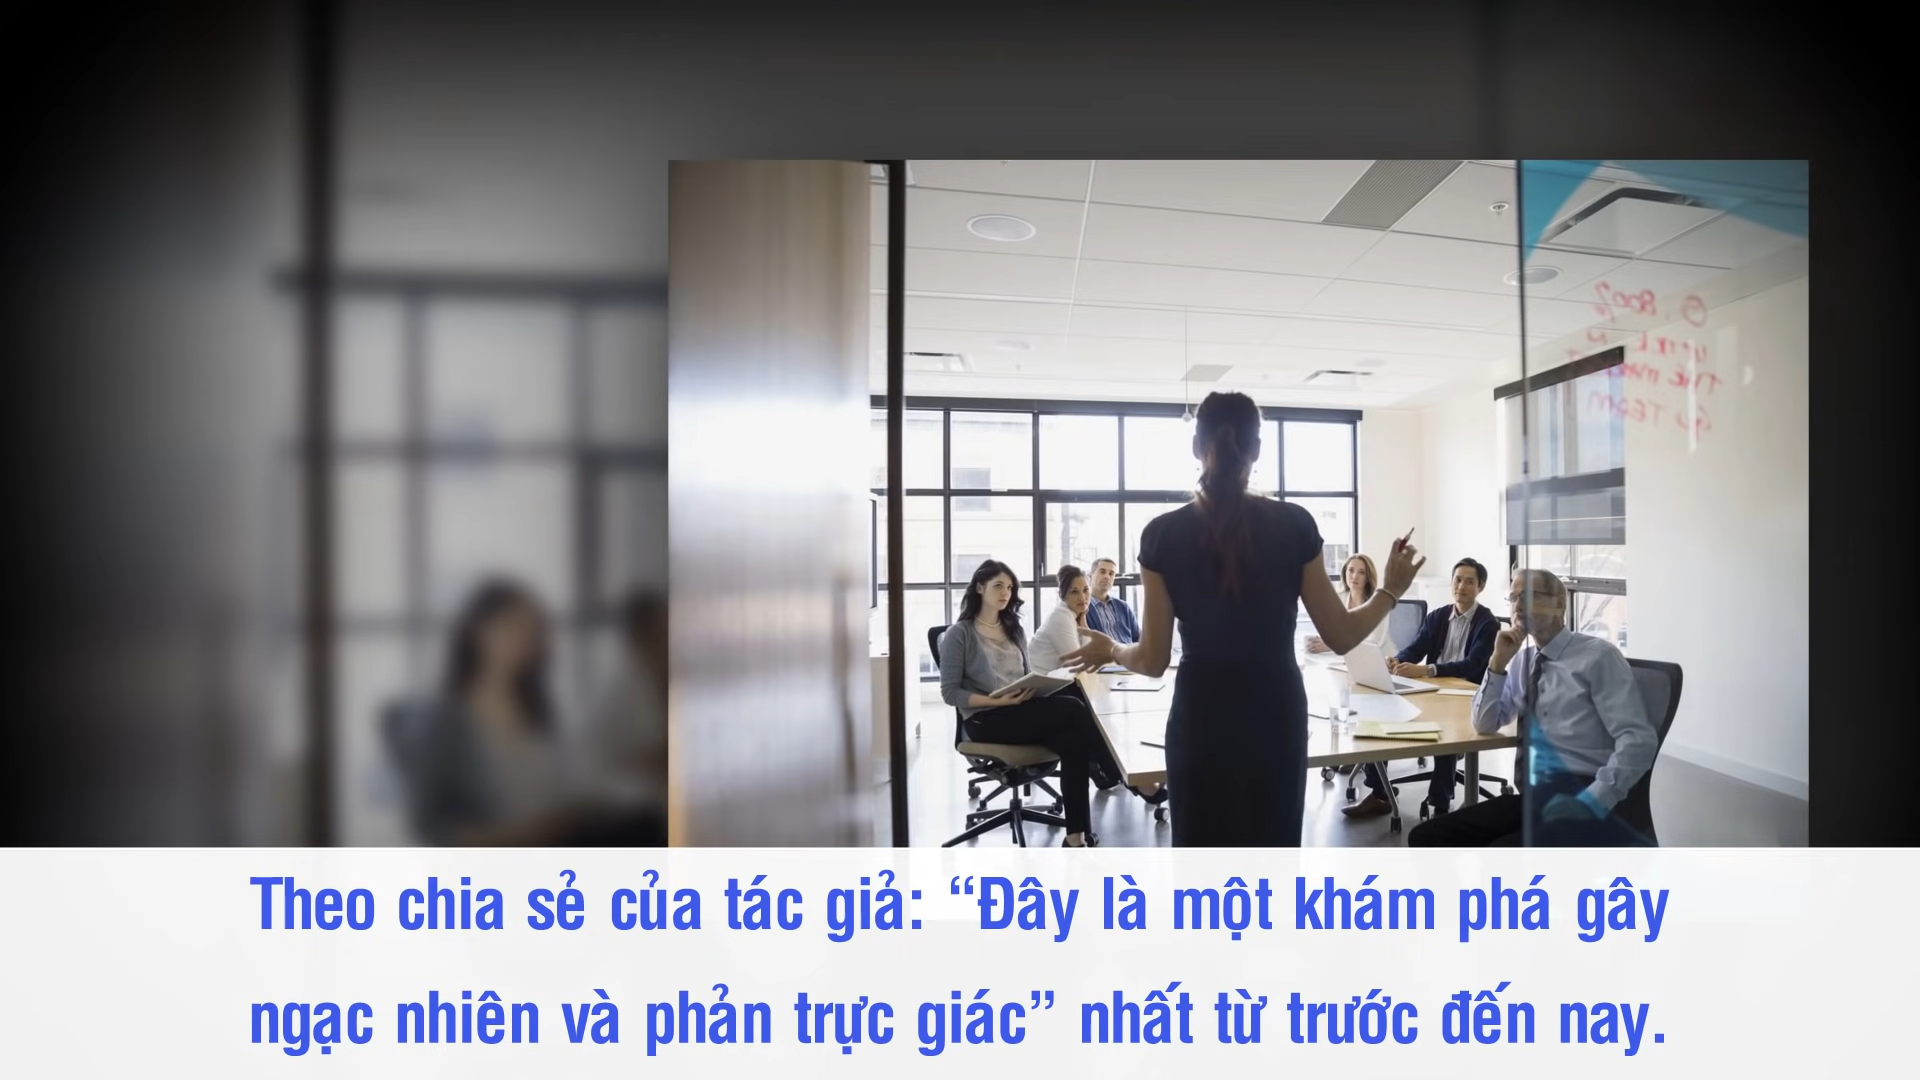 Theo chia sẻ của tác giả: “Đây là một khám phá gây
ngạc nhiên và phản trực giác” nhất từ trước đến nay.